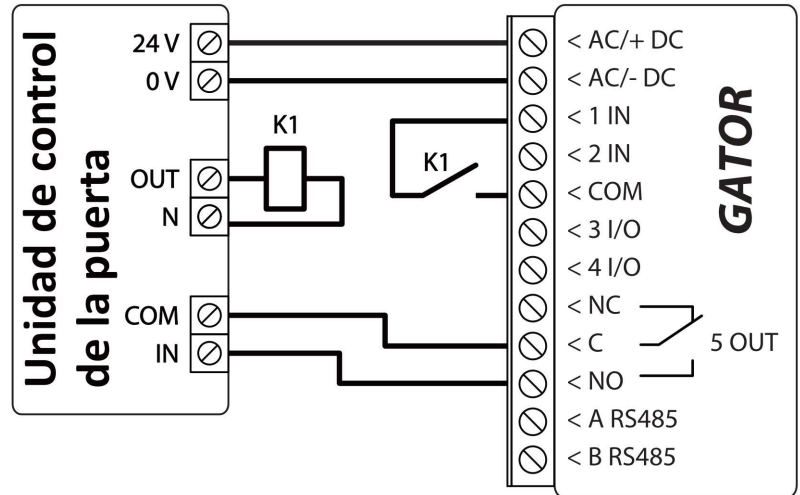 Unidad de control
de la puerta
24 V
0 V
OUT
N
COM
IN
K1
K1
< AC/+ DC
< AC/- DC
< 1 IN
< 2 IN
< COM
< 3 I/O
< 4 I/O
< NC
< C
< NO
< A RS485
< B RS485
5 OUT
GATOR